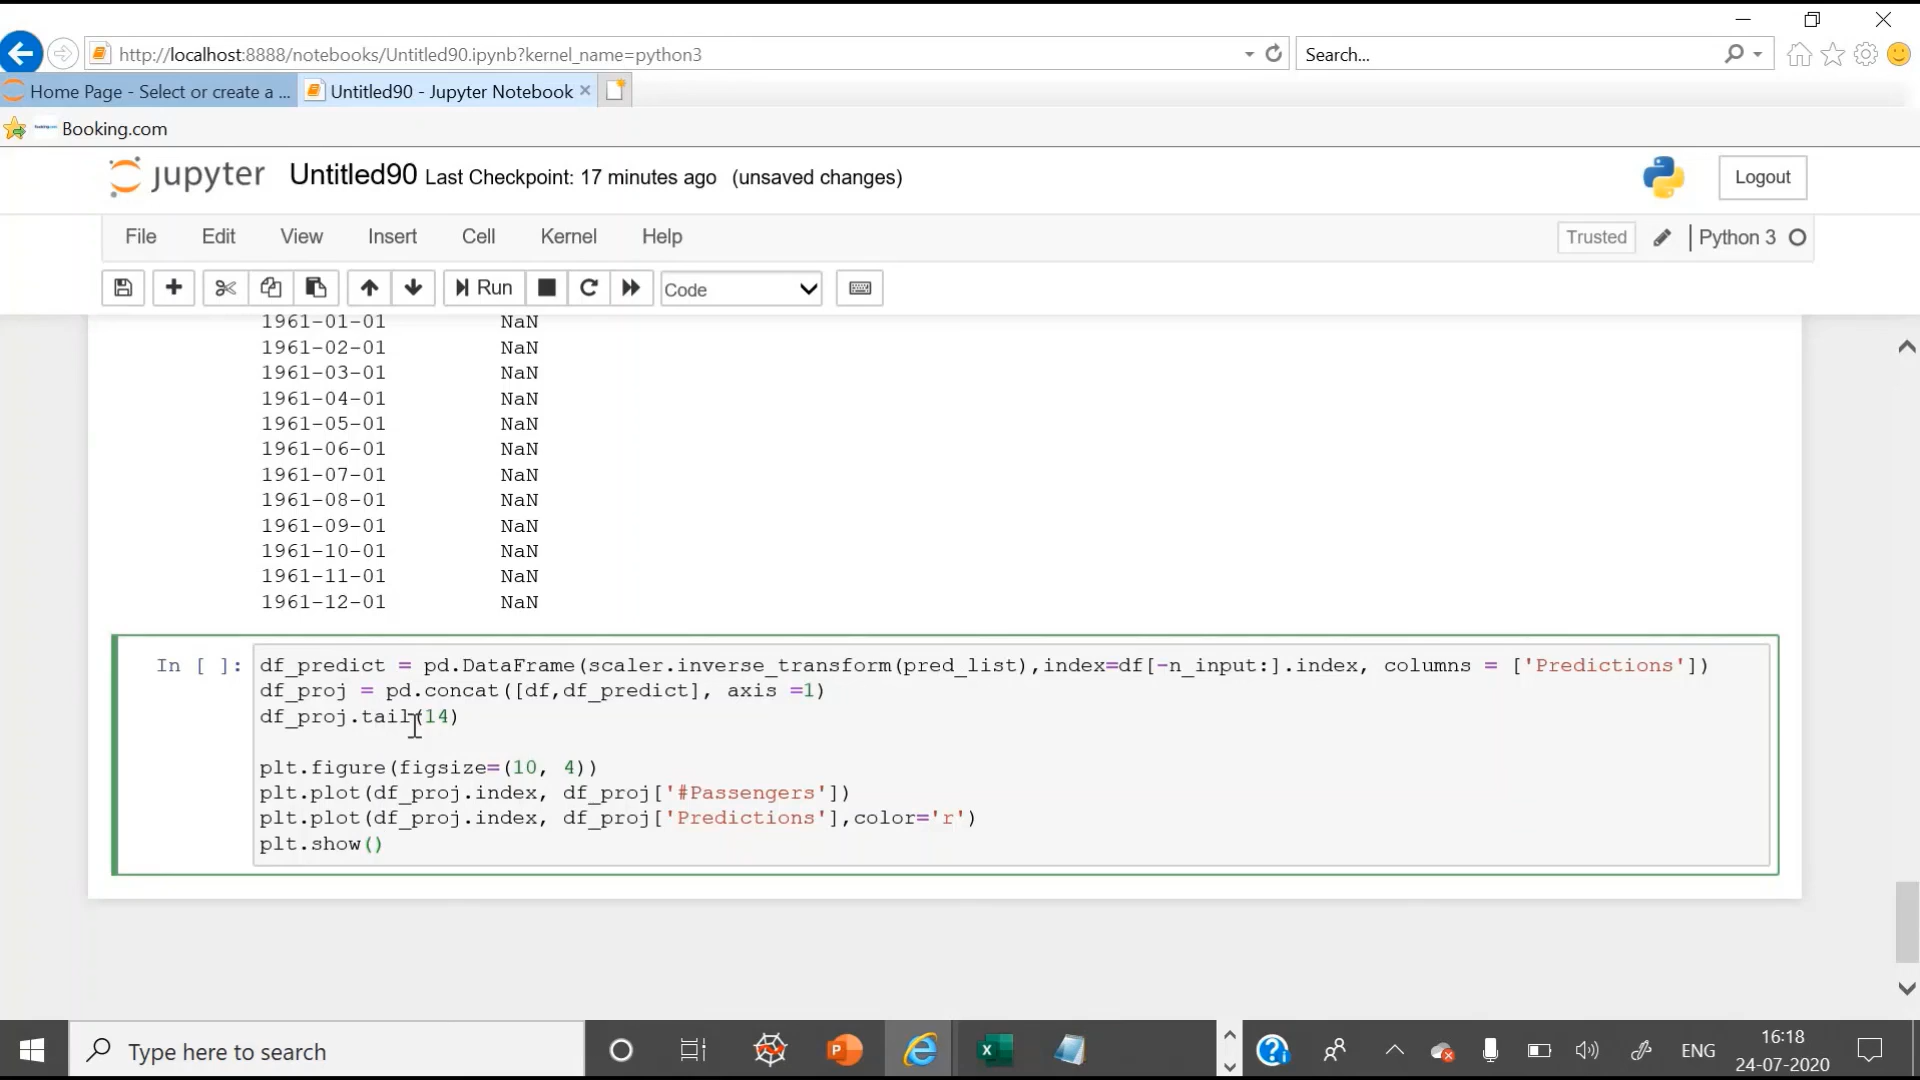 http://localhost:8888/notebooks/Untitled90.ipynb?kernel_name=python3
Search...
Home Page - Select or create a ...
Untitled90 - Jupyter Notebook
Booking.com
jupyter Untitled90 Last Checkpoint: 17 minutes ago (unsaved changes)
Logout
File Edit View Insert Cell Kernel Help
Trusted
Python 3
Run
Code
1961-01-01 NaN
1961-02-01 NaN
1961-03-01 NaN
1961-04-01 NaN
1961-05-01 NaN
1961-06-01 NaN
1961-07-01 NaN
1961-08-01 NaN
1961-09-01 NaN
1961-10-01 NaN
1961-11-01 NaN
1961-12-01 NaN
In [ ]: df_predict = pd.DataFrame(scaler.inverse_transform(pred_list),index=df[-n_input:].index, columns = ['Predictions'])
df_proj = pd.concat([df,df_predict], axis =1)
df_proj.tail(14)
plt.figure(figsize=(10, 4))
plt.plot(df_proj.index, df_proj['#Passengers'])
plt.plot(df_proj.index, df_proj['Predictions'],color='r')
plt.show()
Type here to search
ENG
16:18
24-07-2020